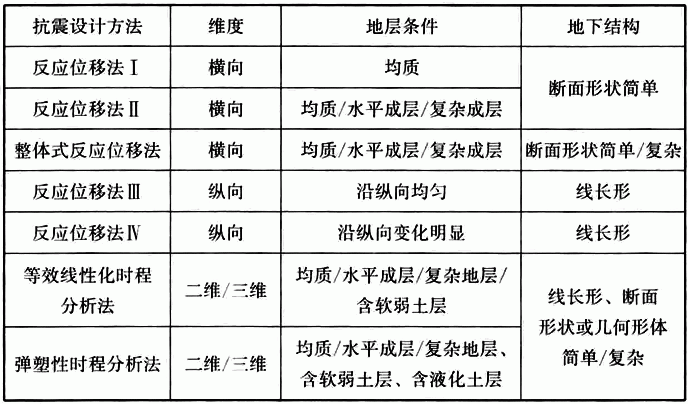 抗震设计方法 维度 地层条件 地下结构
反应位移法Ⅰ 横向 均质 断面形状简单
反应位移法Ⅱ 横向 均质/水平成层/复杂成层
整体式反应位移法 横向 均质/水平成层/复杂成层 断面形状简单/复杂
反应位移法Ⅲ 纵向 沿纵向均匀 线长形
反应位移法Ⅳ 纵向 沿纵向变化明显 线长形
等效线性化时程
分析法
二维/三维
均质/水平成层/复杂地层/
含软弱土层
线长形、断面
形状或几何形体
简单/复杂
弹塑性时程分析法 二维/三维
均质/水平成层/复杂地层、
含软弱土层、含液化土层